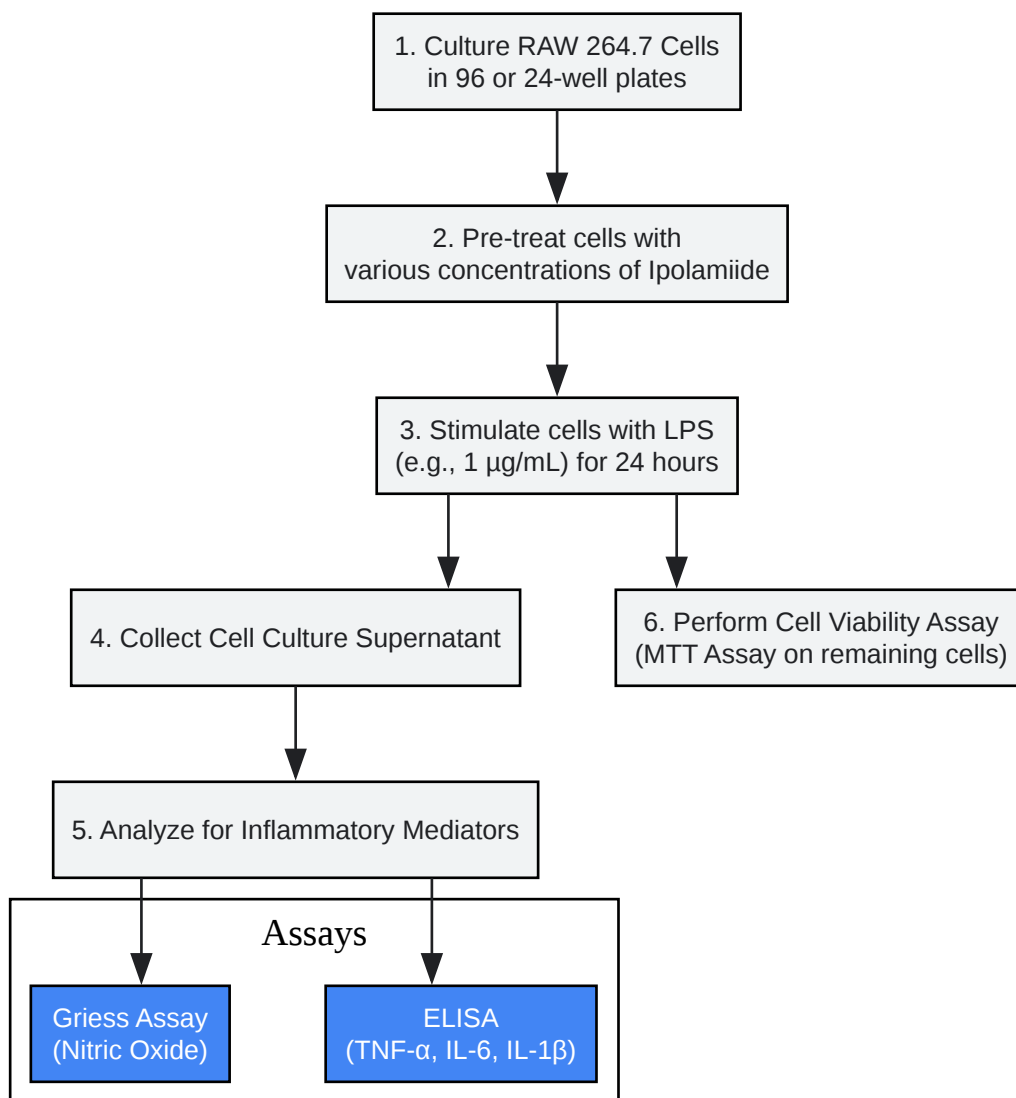 1. Culture RAW 264.7 Cells
in 96 or 24-well plates
2. Pre-treat cells with
various concentrations of Ipolamiide
3. Stimulate cells with LPS
(e.g., 1 µg/mL) for 24 hours
4. Collect Cell Culture Supernatant
6. Perform Cell Viability Assay
(MTT Assay on remaining cells)
5. Analyze for Inflammatory Mediators
Assays
Griess Assay
(Nitric Oxide)
ELISA
(TNF-α, IL-6, IL-1β)